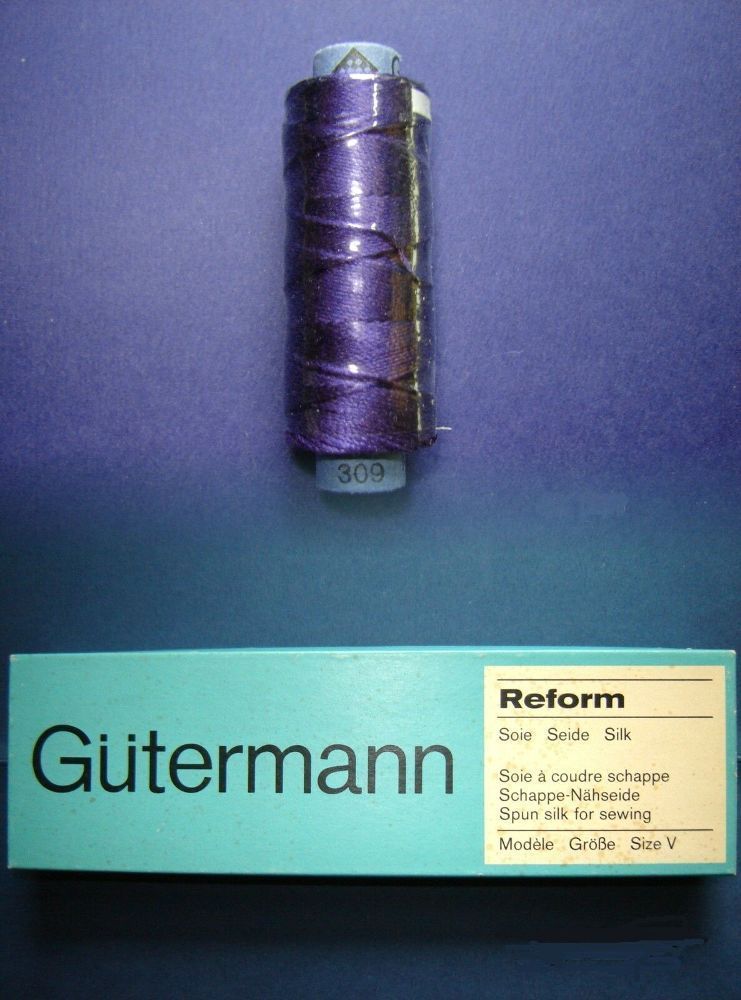 309
Gütermann
Reform
Soie Seide Silk
Soie à coudre schappe
Schappe-Nähseide
Spun silk for sewing
Modèle Größe Size V